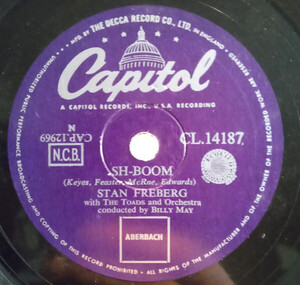 MFD. BY THE DECCA RECORD CO., LTD., IN ENGLAND
UNAUTHORISED PUBLIC PERFORMANCE BROADCASTING AND COPYING OF THIS RECORD PROHIBITED • ALL RIGHTS OF THE MANUFACTURER AND OF THE OWNER OF THE RECORDED WORK ARE RESERVED
Capitol
A CAPITOL RECORDS, INC., U.S.A. RECORDING
CAP.12669
N
CL.14187
N.C.B.
SH-BOOM
(Keyes, Feaster, McRoe, Edwards)
STAN FREBERG
with THE TOADS and Orchestra
conducted by BILLY MAY
ABERBACH